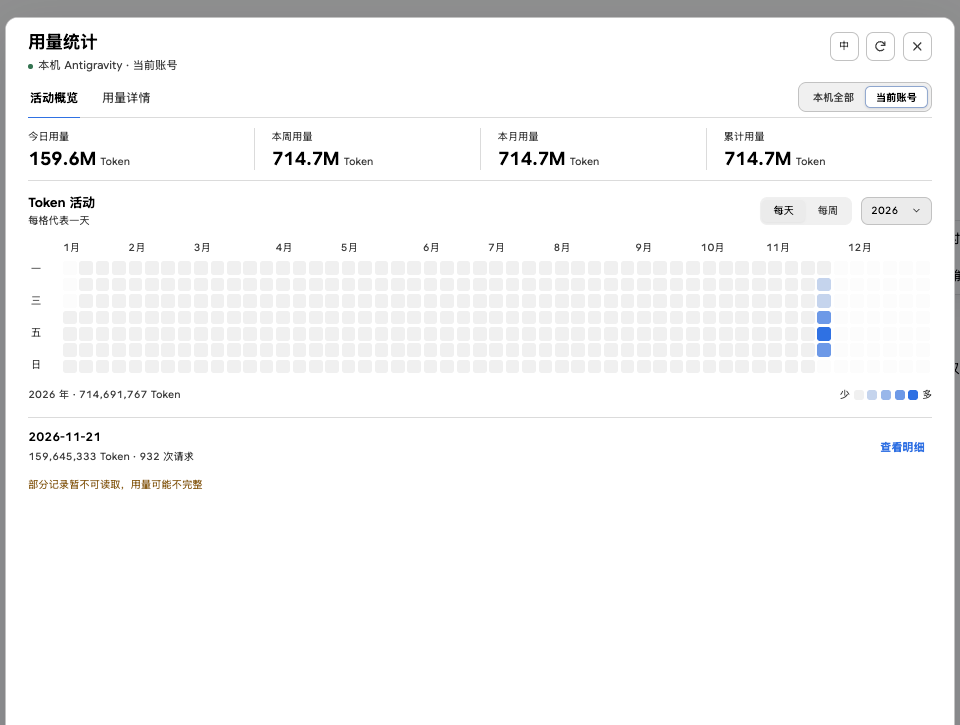 用量统计
中
本机 Antigravity · 当前账号
活动概览 用量详情
本机全部 当前账号
今日用量 本周用量 本月用量 累计用量
159.6M Token 714.7M Token 714.7M Token 714.7M Token
Token 活动
每格代表一天
每天 每周 2026
1月 2月 3月 4月 5月 6月 7月 8月 9月 10月 11月 12月
一
三
五
日
2026 年 · 714,691,767 Token
少 多
2026-11-21
159,645,333 Token · 932 次请求
查看明细
部分记录暂不可读取，用量可能不完整